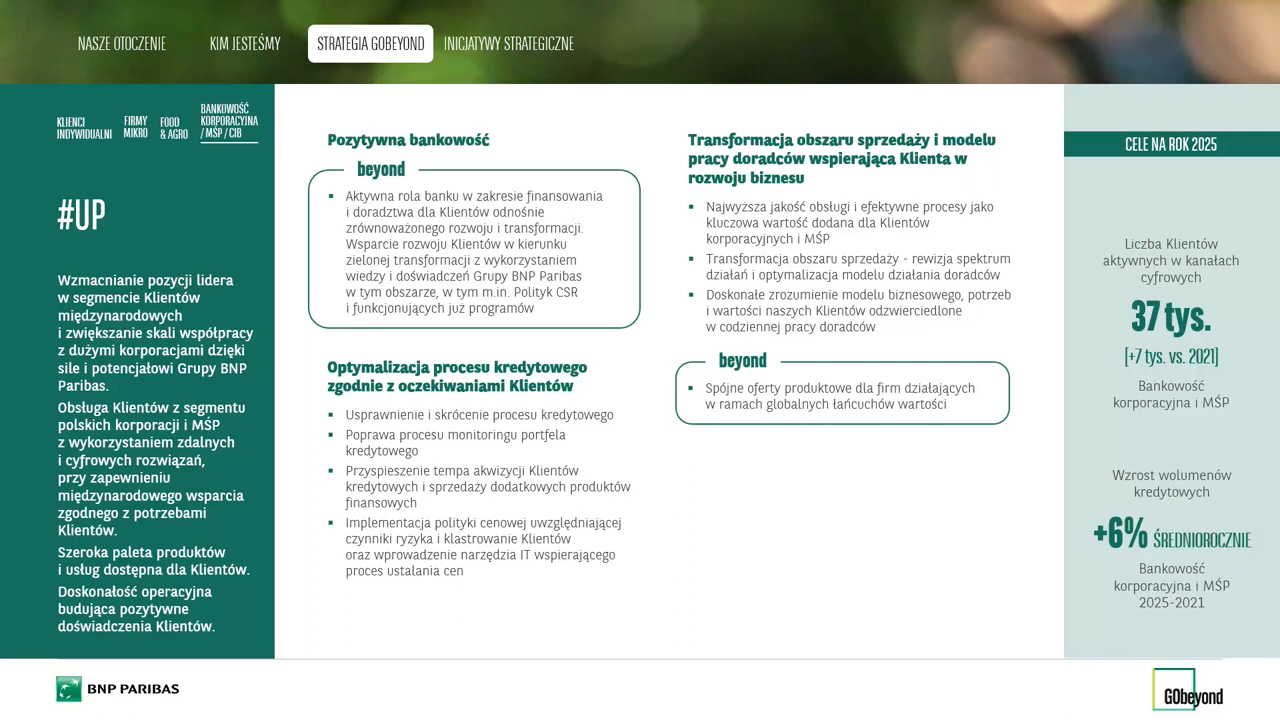 NASZE OTOCZENIE
KIM JESTEŚMY
STRATEGIA GOBEYOND
INICJATYWY STRATEGICZNE
KLIENCI
INDYWIDUALNI
FIRMY
MIKRO
FOOD
& AGRO
BANKOWOŚĆ
KORPORACYJNA
/ MŚP / CIB
#UP
Wzmacnianie pozycji lidera
w segmencie Klientów
międzynarodowych
i zwiększanie skali współpracy
z dużymi korporacjami dzięki
sile i potencjałowi Grupy BNP
Paribas.
Obsługa Klientów z segmentu
polskich korporacji i MŚP
z wykorzystaniem zdalnych
i cyfrowych rozwiązań,
przy zapewnieniu
międzynarodowego wsparcia
zgodnego z potrzebami
Klientów.
Szeroka paleta produktów
i usług dostępna dla Klientów.
Doskonałość operacyjna
budująca pozytywne
doświadczenia Klientów.
Pozytywna bankowość
beyond
▪ Aktywna rola banku w zakresie finansowania
i doradztwa dla Klientów odnośnie
zrównoważonego rozwoju i transformacji.
Wsparcie rozwoju Klientów w kierunku
zielonej transformacji z wykorzystaniem
wiedzy i doświadczeń Grupy BNP Paribas
w tym obszarze, w tym m.in. Polityk CSR
i funkcjonujących już programów
Optymalizacja procesu kredytowego
zgodnie z oczekiwaniami Klientów
▪ Usprawnienie i skrócenie procesu kredytowego
▪ Poprawa procesu monitoringu portfela
kredytowego
▪ Przyspieszenie tempa akwizycji Klientów
kredytowych i sprzedaży dodatkowych produktów
finansowych
▪ Implementacja polityki cenowej uwzględniającej
czynniki ryzyka i klastrowanie Klientów
oraz wprowadzenie narzędzia IT wspierającego
proces ustalania cen
Transformacja obszaru sprzedaży i modelu
pracy doradców wspierająca Klienta w
rozwoju biznesu
▪ Najwyższa jakość obsługi i efektywne procesy jako
kluczowa wartość dodana dla Klientów
korporacyjnych i MŚP
▪ Transformacja obszaru sprzedaży - rewizja spektrum
działań i optymalizacja modelu działania doradców
▪ Doskonałe zrozumienie modelu biznesowego, potrzeb
i wartości naszych Klientów odzwierciedlone
w codziennej pracy doradców
beyond
▪ Spójne oferty produktowe dla firm działających
w ramach globalnych łańcuchów wartości
CELE NA ROK 2025
Liczba Klientów
aktywnych w kanałach
cyfrowych
37 tys.
[+7 tys. vs. 2021]
Bankowość
korporacyjna i MŚP
Wzrost wolumenów
kredytowych
+6% ŚREDNIOROCZNIE
Bankowość
korporacyjna i MŚP
2025-2021
BNP PARIBAS
GObeyond